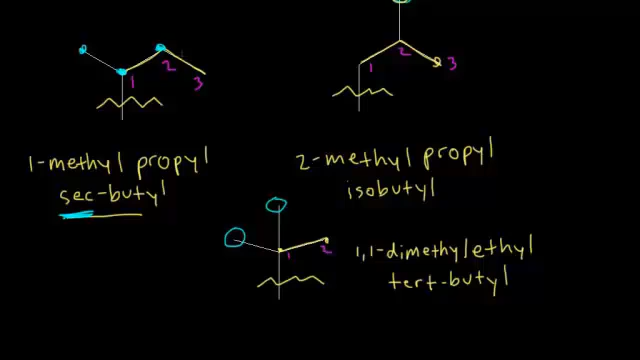 1 2 3
1 2 3
1-methyl propyl
sec-butyl
2-methyl propyl
isobutyl
1 2
1,1-dimethylethyl
tert-butyl